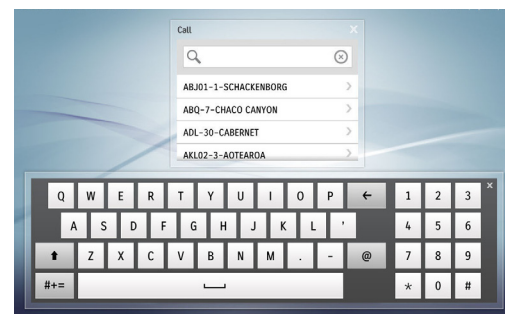 Call X
ABJ01-1-SCHACKENBORG
ABQ-7-CHACO CANYON
ADL-30-CABERNET
AKL02-3-AOTEAROA
Q W E R T Y U I O P ← 1 2 3 x
A S D F G H J K L ' 4 5 6
⬆ Z X C V B N M . - @ 7 8 9
#+= * 0 #